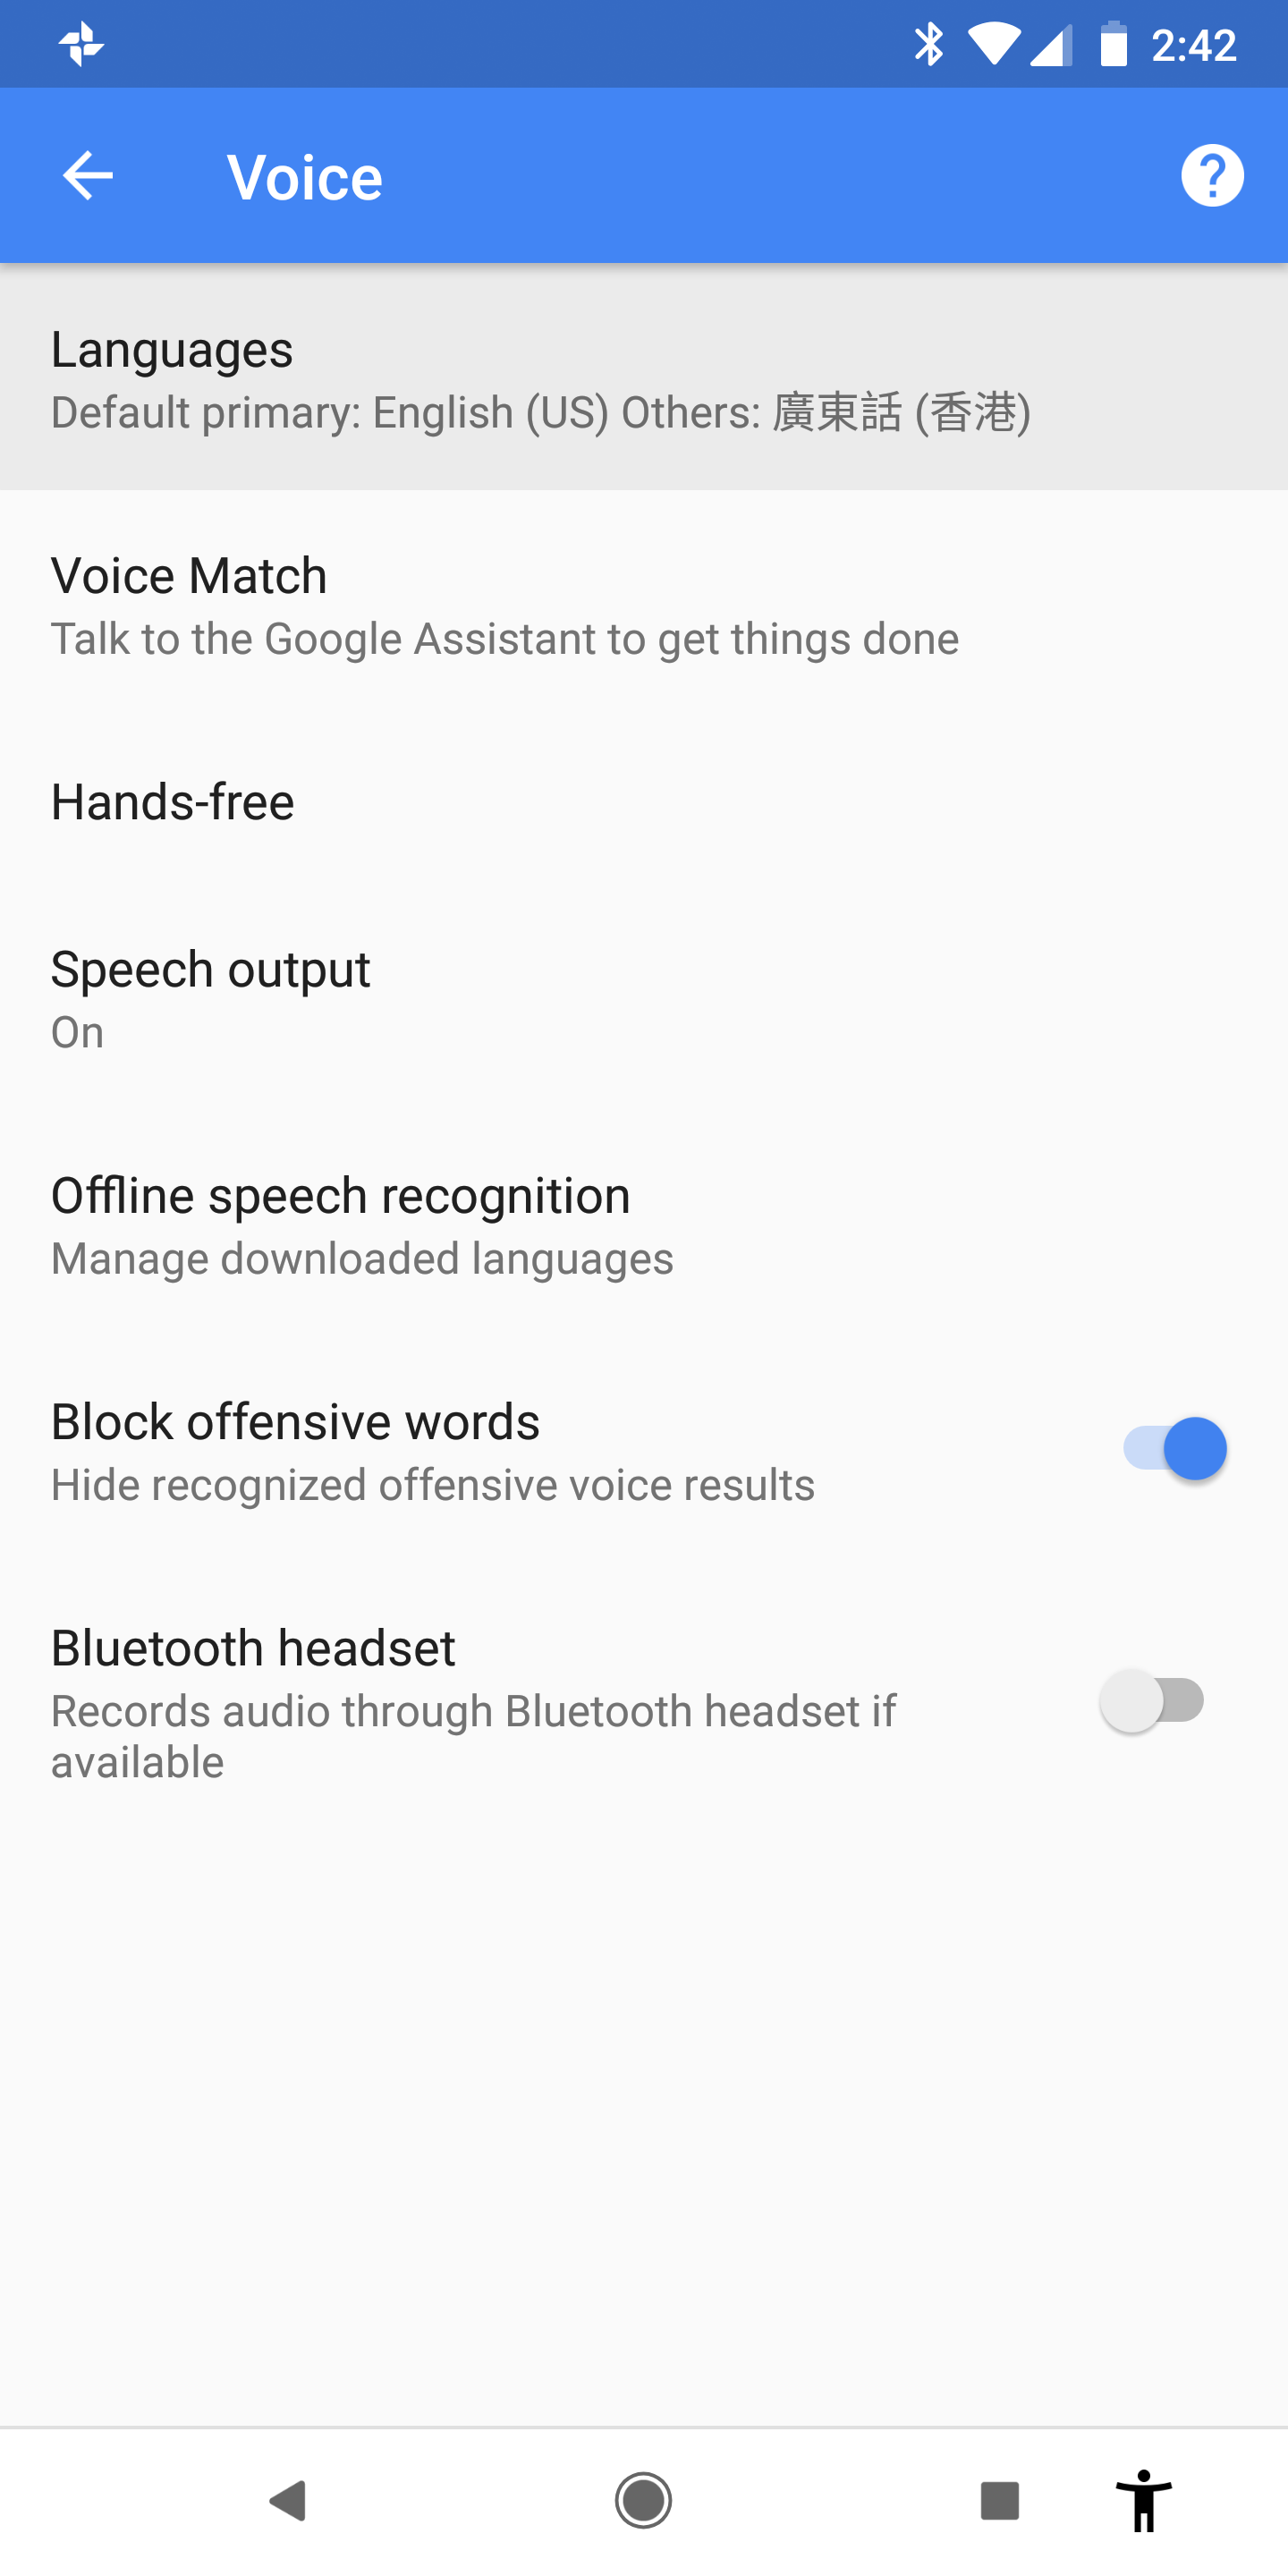 2:42
Voice
Languages
Default primary: English (US) Others: 廣東話 (香港)
Voice Match
Talk to the Google Assistant to get things done
Hands-free
Speech output
On
Offline speech recognition
Manage downloaded languages
Block offensive words
Hide recognized offensive voice results
Bluetooth headset
Records audio through Bluetooth headset if
available